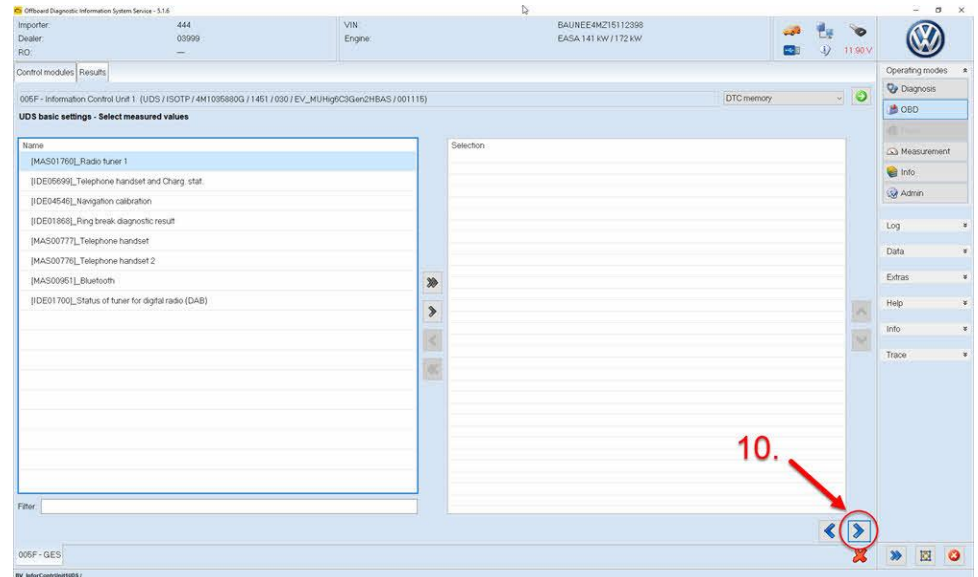 Offboard Diagnostic Information System Service - 5.1.6
Importer: 444 VIN: BAUNEE4MZ15112398
Dealer: 03999 Engine: EASA 141 kW / 172 kW
RO: —
11.90 V
Control modules Results
Operating modes
Diagnosis
OBD
Measurement
Info
Admin
Log
Data
Extras
Help
Info
Trace
005F - Information Control Unit 1 (UDS / ISOTP / 4M1035880G / 1451 / 030 / EV_MUHig6C3Gen2HBAS / 001115)
DTC memory
UDS basic settings - Select measured values
Name
[MAS01760]_Radio tuner 1
[IDE05699]_Telephone handset and Charg. stat.
[IDE04546]_Navigation calibration
[IDE01868]_Ring break diagnostic result
[MAS00777]_Telephone handset
[MAS00776]_Telephone handset 2
[MAS00951]_Bluetooth
[IDE01700]_Status of tuner for digital radio (DAB)
Selection
10.
Filter:
005F - GES